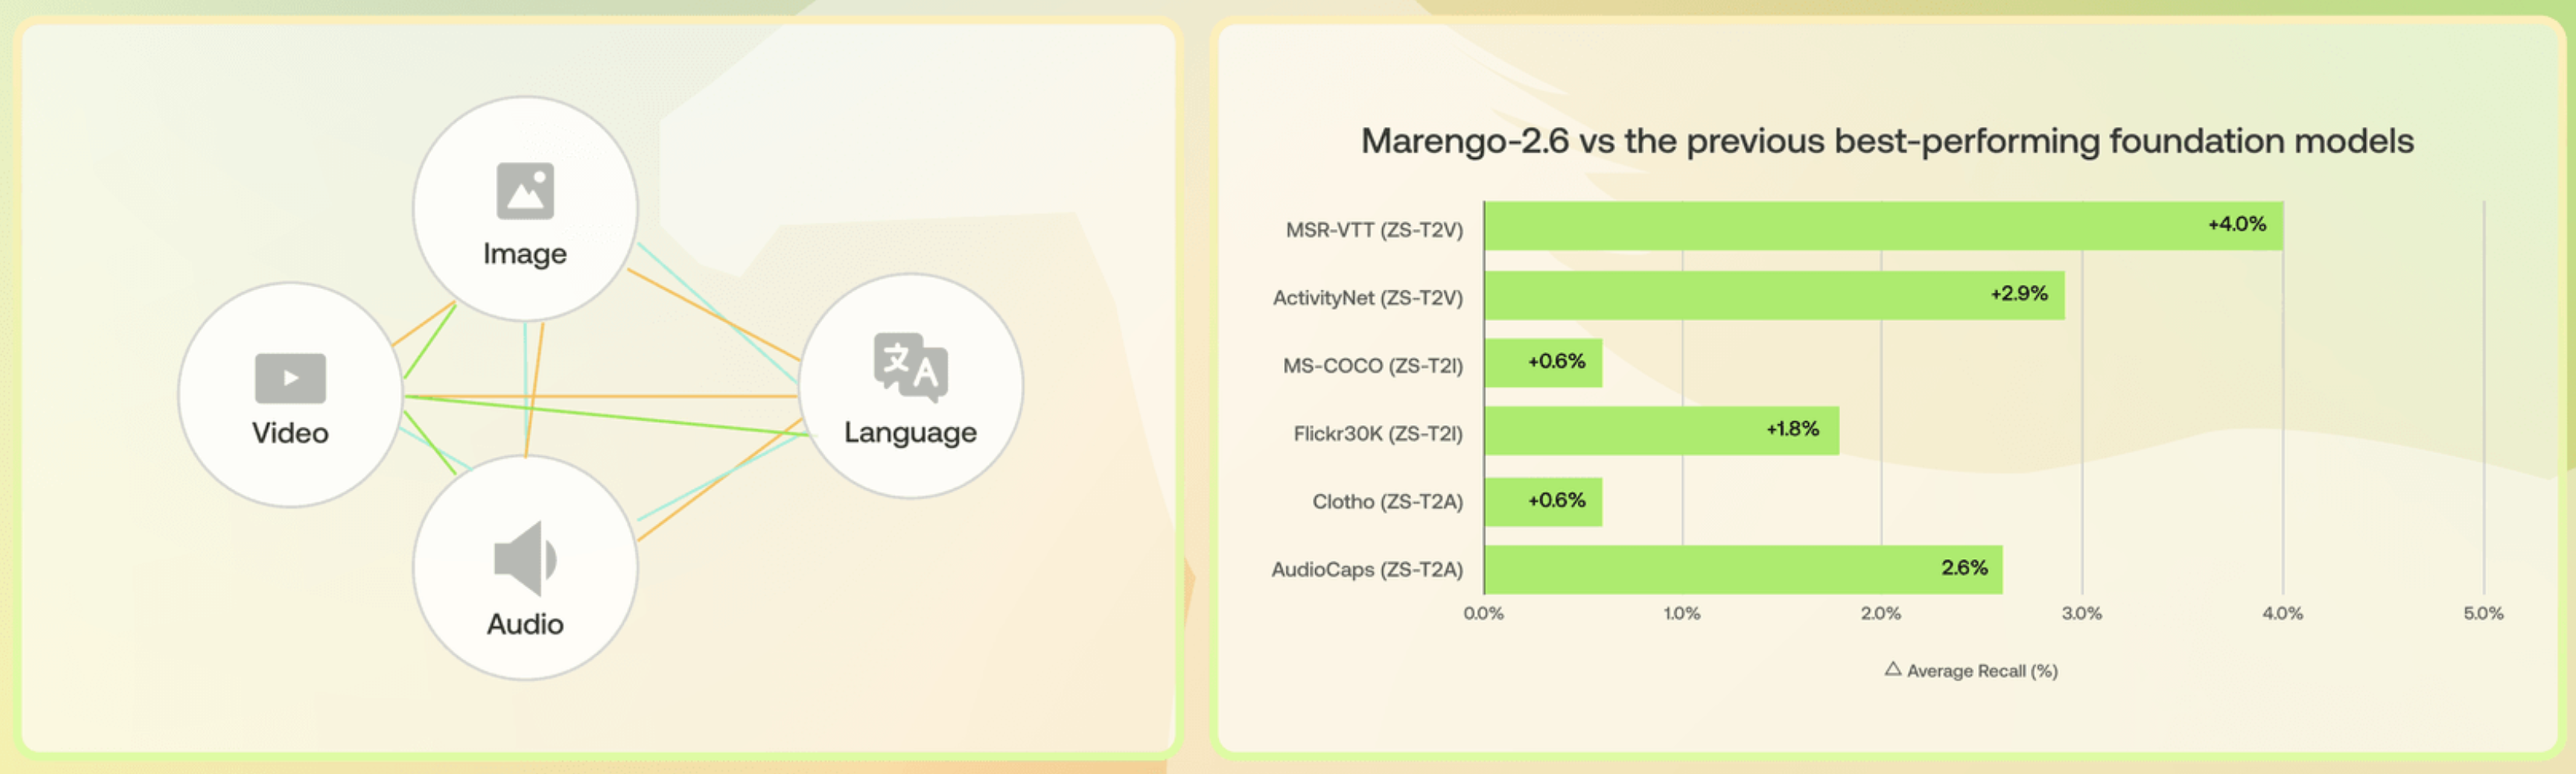 Image
Video
文A
Language
Audio
Marengo-2.6 vs the previous best-performing foundation models
MSR-VTT (ZS-T2V) +4.0%
ActivityNet (ZS-T2V) +2.9%
MS-COCO (ZS-T2I) +0.6%
Flickr30K (ZS-T2I) +1.8%
Clotho (ZS-T2A) +0.6%
AudioCaps (ZS-T2A) 2.6%
0.0% 1.0% 2.0% 3.0% 4.0% 5.0%
△ Average Recall (%)